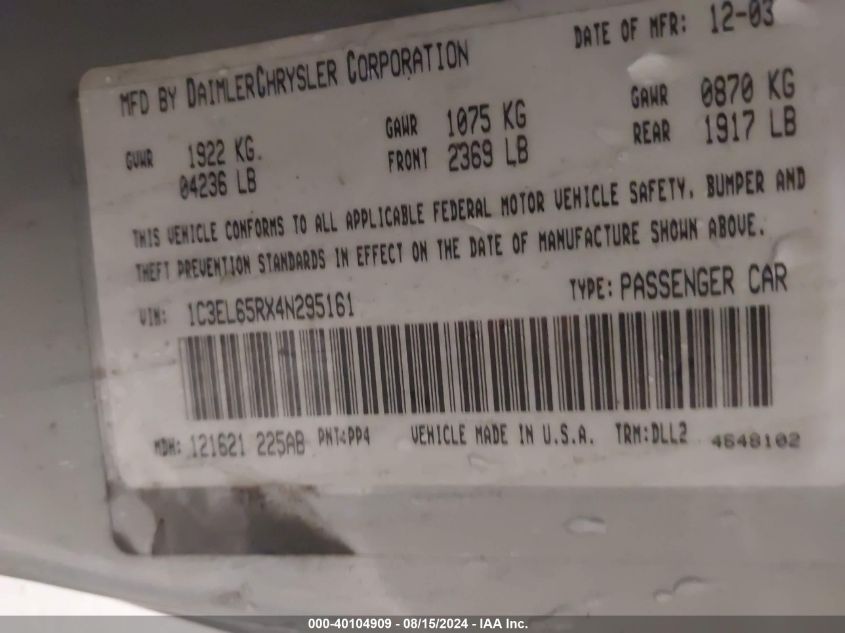 MFD BY DAIMLERCHRYSLER CORPORATION
DATE OF MFR: 12-03
GVWR 1922 KG.
04236 LB
GAWR 1075 KG
FRONT 2369 LB
GAWR 0870 KG
REAR 1917 LB
THIS VEHICLE CONFORMS TO ALL APPLICABLE FEDERAL MOTOR VEHICLE SAFETY, BUMPER AND
THEFT PREVENTION STANDARDS IN EFFECT ON THE DATE OF MANUFACTURE SHOWN ABOVE.
VIN: 1C3EL65RX4N295161
TYPE: PASSENGER CAR
MDH: 121621 225AB PNT:PP4 VEHICLE MADE IN U.S.A. TRM:DLL2 4648102
000-40104909 - 08/15/2024 - IAA Inc.